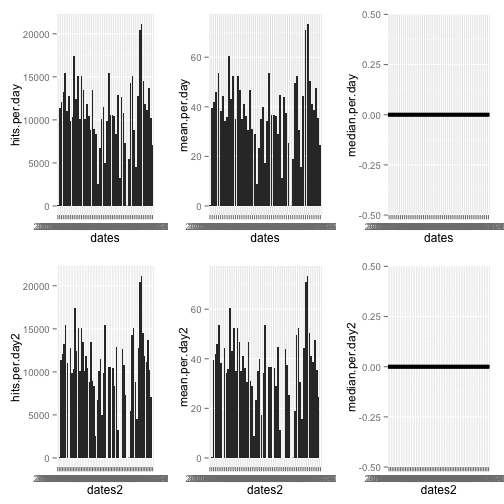 hits.per.day
20000
15000
10000
5000
0
dates
mean.per.day
60
40
20
0
dates
median.per.day
0.50
0.25
0.00
-0.25
-0.50
dates
hits.per.day2
20000
15000
10000
5000
0
dates2
mean.per.day2
60
40
20
0
dates2
median.per.day2
0.50
0.25
0.00
-0.25
-0.50
dates2